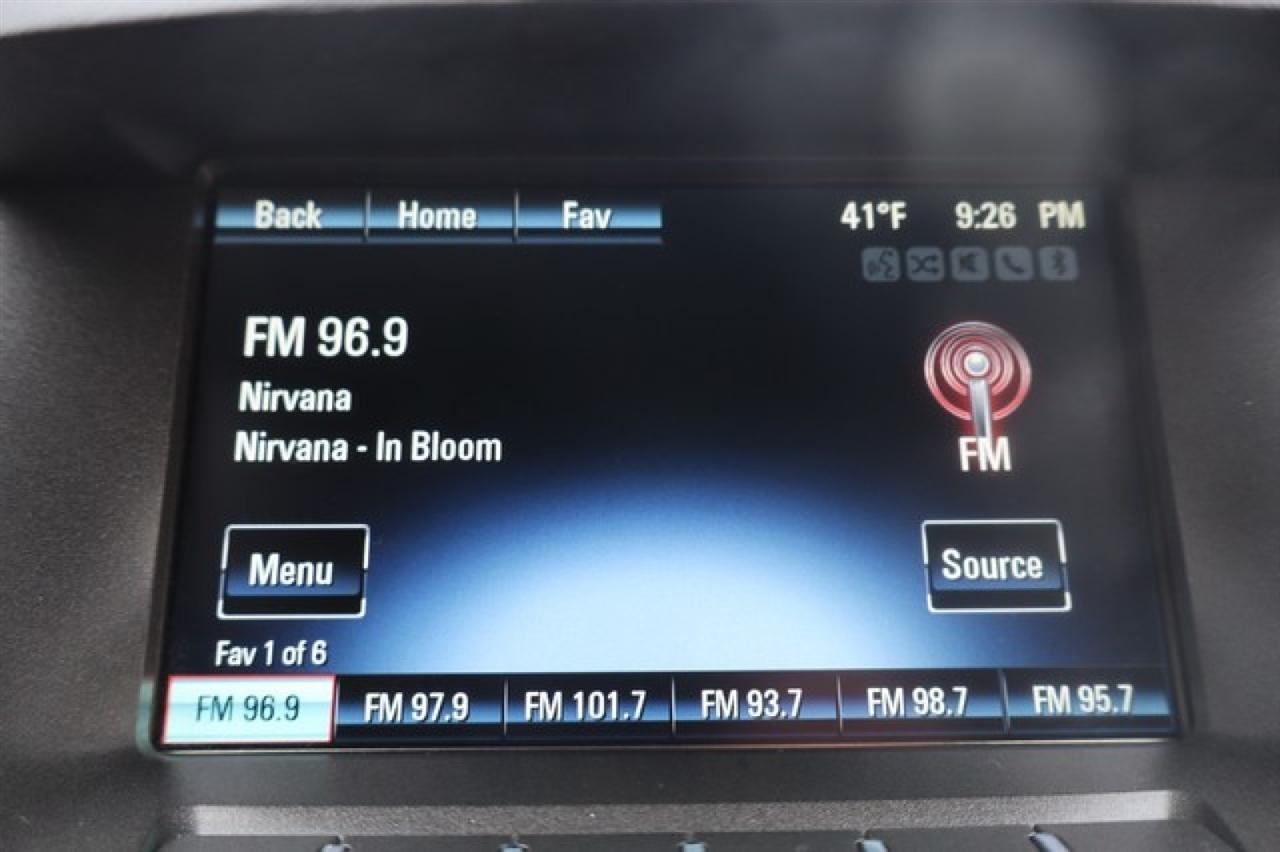 Back Home Fav 41°F 9:26 PM
FM 96.9
Nirvana
Nirvana - In Bloom
FM
Menu
Source
Fav 1 of 6
FM 96.9 FM 97.9 FM 101.7 FM 93.7 FM 98.7 FM 95.7